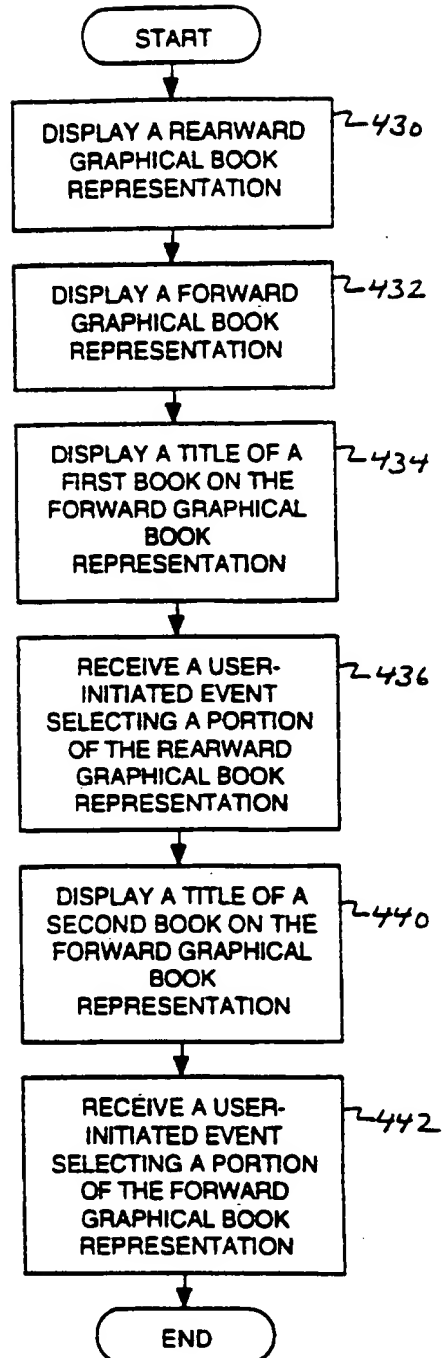 START
DISPLAY A REARWARD
GRAPHICAL BOOK
REPRESENTATION
430
DISPLAY A FORWARD
GRAPHICAL BOOK
REPRESENTATION
432
DISPLAY A TITLE OF A
FIRST BOOK ON THE
FORWARD GRAPHICAL
BOOK
REPRESENTATION
434
RECEIVE A USER-
INITIATED EVENT
SELECTING A PORTION
OF THE REARWARD
GRAPHICAL BOOK
REPRESENTATION
436
DISPLAY A TITLE OF A
SECOND BOOK ON THE
FORWARD GRAPHICAL
BOOK
REPRESENTATION
440
RECEIVE A USER-
INITIATED EVENT
SELECTING A PORTION
OF THE FORWARD
GRAPHICAL BOOK
REPRESENTATION
442
END